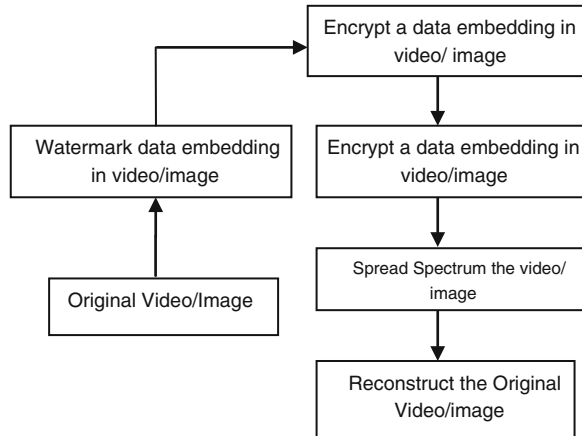 Encrypt a data embedding in
video/ image
Watermark data embedding
in video/image
Encrypt a data embedding in
video/image
Original Video/Image
Spread Spectrum the video/
image
Reconstruct the Original
Video/image